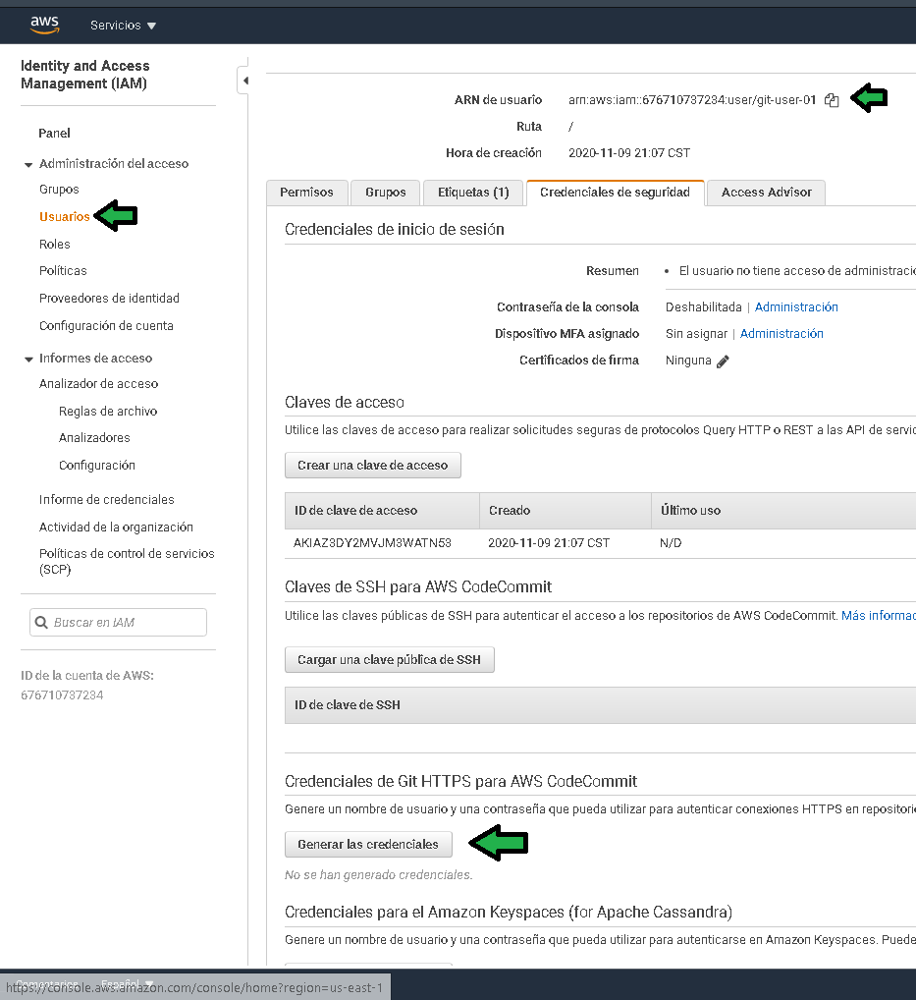 aws
Servicios
Identity and Access
Management (IAM)
Panel
Administración del acceso
Grupos
Usuarios
Roles
Políticas
Proveedores de identidad
Configuración de cuenta
Informes de acceso
Analizador de acceso
Reglas de archivo
Analizadores
Configuración
Informe de credenciales
Actividad de la organización
Políticas de control de servicios
(SCP)
Buscar en IAM
ID de la cuenta de AWS:
676710737234
ARN de usuario arn:aws:iam::676710737234:user/git-user-01
Ruta /
Hora de creación 2020-11-09 21:07 CST
Permisos Grupos Etiquetas (1) Credenciales de seguridad Access Advisor
Credenciales de inicio de sesión
Resumen • El usuario no tiene acceso de administració
Contraseña de la consola Deshabilitada | Administración
Dispositivo MFA asignado Sin asignar | Administración
Certificados de firma Ninguna
Claves de acceso
Utilice las claves de acceso para realizar solicitudes seguras de protocolos Query HTTP o REST a las API de servic
Crear una clave de acceso
ID de clave de acceso Creado Último uso
AKIAZ3DY2MVJM3WATN53 2020-11-09 21:07 CST N/D
Claves de SSH para AWS CodeCommit
Utilice las claves públicas de SSH para autenticar el acceso a los repositorios de AWS CodeCommit. Más informac
Cargar una clave pública de SSH
ID de clave de SSH
Credenciales de Git HTTPS para AWS CodeCommit
Genere un nombre de usuario y una contraseña que pueda utilizar para autenticar conexiones HTTPS en repositorio
Generar las credenciales
No se han generado credenciales.
Credenciales para el Amazon Keyspaces (for Apache Cassandra)
Genere un nombre de usuario y una contraseña que pueda utilizar para autenticarse en Amazon Keyspaces. Puede
Comentarios Español
https://console.aws.amazon.com/console/home?region=us-east-1